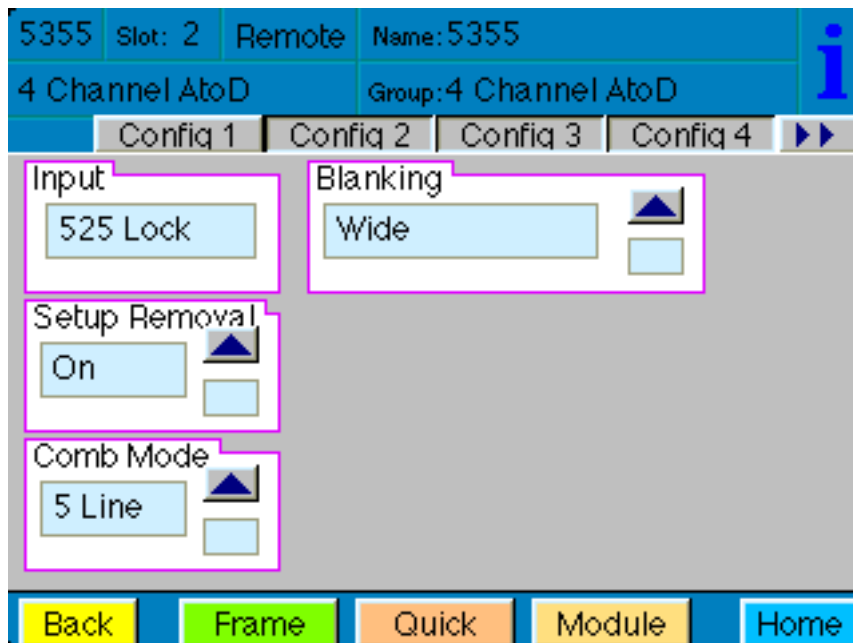 5355 Slot: 2 Remote Name:5355
4 Channel AtoD Group:4 Channel AtoD
Config 1 Config 2 Config 3 Config 4
Input
525 Lock
Blanking
Wide
Setup Removal
On
Comb Mode
5 Line
Back Frame Quick Module Home